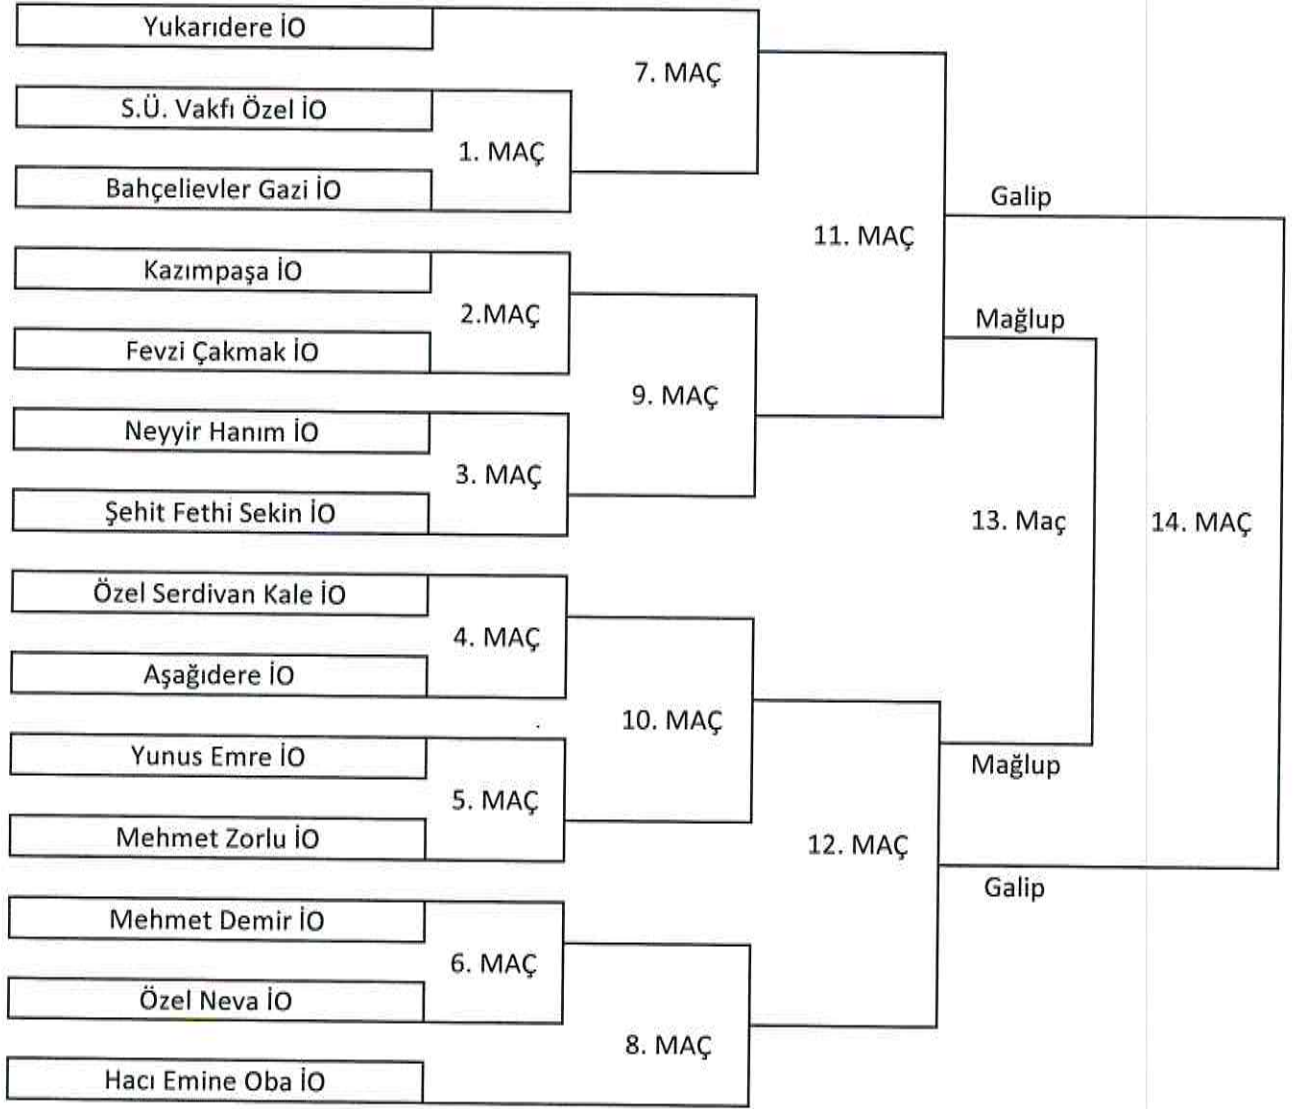 Yukarıdere İO
7. MAÇ
S.Ü. Vakfı Özel İO
1. MAÇ
Bahçelievler Gazi İO
Galip
11. MAÇ
Kazımpaşa İO
2.MAÇ
Mağlup
Fevzi Çakmak İO
9. MAÇ
Neyyir Hanım İO
3. MAÇ
Şehit Fethi Sekin İO
13. Maç
14. MAÇ
Özel Serdivan Kale İO
4. MAÇ
Aşağıdere İO
10. MAÇ
Yunus Emre İO
Mağlup
5. MAÇ
Mehmet Zorlu İO
12. MAÇ
Galip
Mehmet Demir İO
6. MAÇ
Özel Neva İO
8. MAÇ
Hacı Emine Oba İO